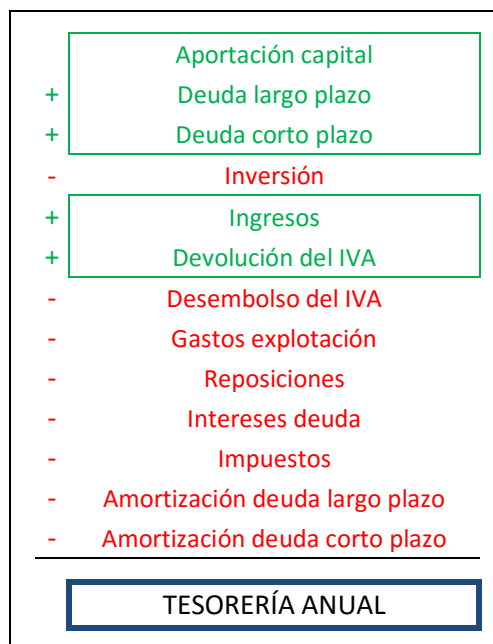 Aportación capital
+ Deuda largo plazo
+ Deuda corto plazo
- Inversión
+ Ingresos
+ Devolución del IVA
- Desembolso del IVA
- Gastos explotación
- Reposiciones
- Intereses deuda
- Impuestos
- Amortización deuda largo plazo
- Amortización deuda corto plazo
TESORERÍA ANUAL